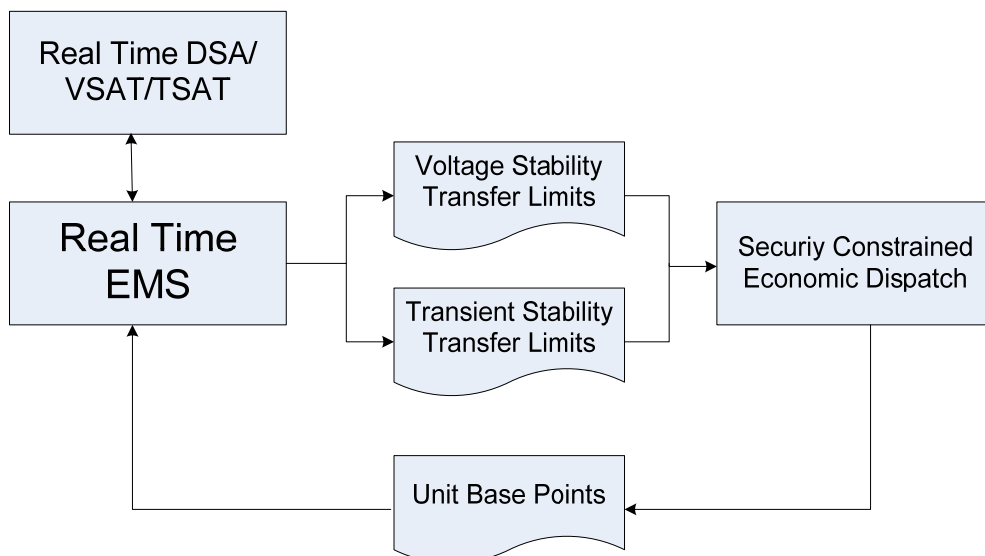 Real Time DSA/
VSAT/TSAT
Real Time
EMS
Voltage Stability
Transfer Limits
Transient Stability
Transfer Limits
Securiy Constrained
Economic Dispatch
Unit Base Points